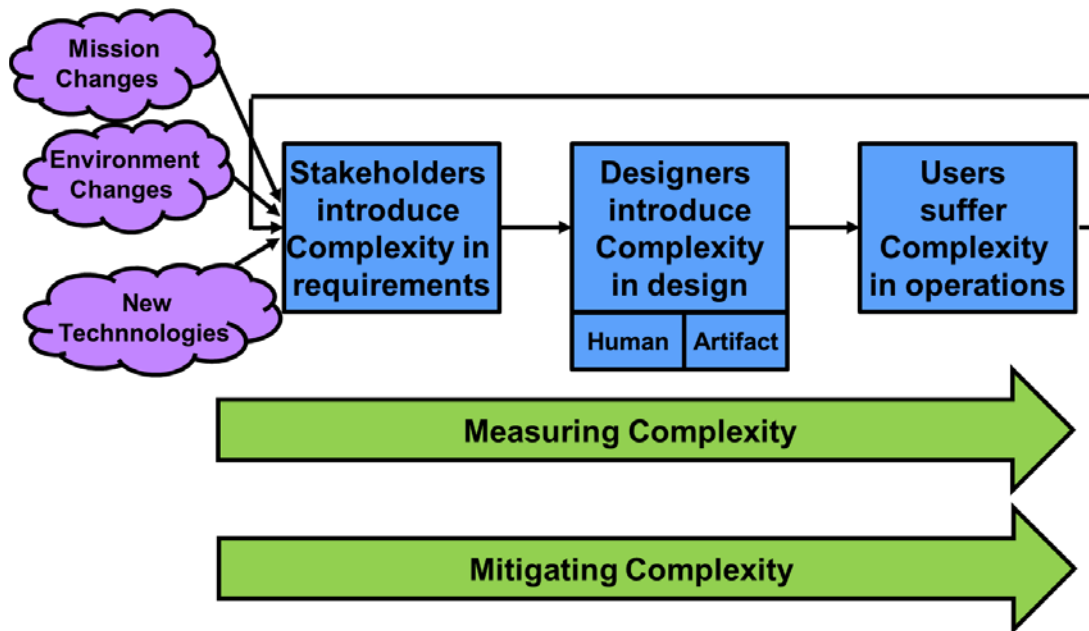 Mission
Changes
Environment
Changes
New
Technnologies
Stakeholders
introduce
Complexity in
requirements
Designers
introduce
Complexity
in design
Human
Artifact
Users
suffer
Complexity
in operations
Measuring Complexity
Mitigating Complexity